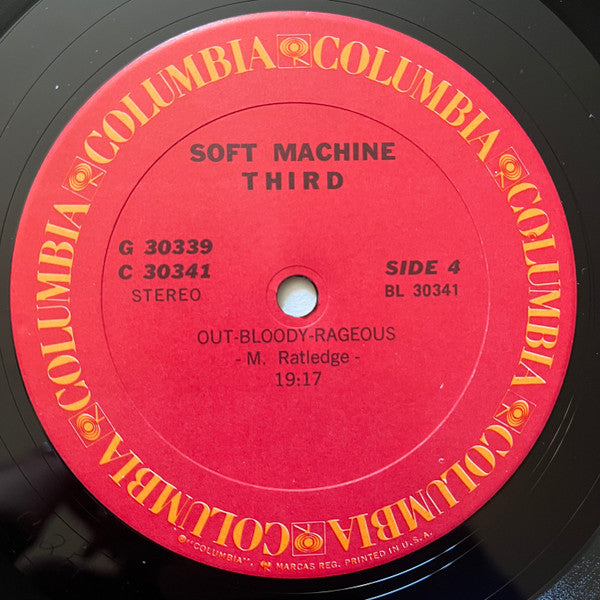 COLUMBIA COLUMBIA COLUMBIA COLUMBIA COLUMBIA COLUMBIA COLUMBIA
SOFT MACHINE
THIRD
G 30339
C 30341
STEREO
SIDE 4
BL 30341
OUT-BLOODY-RAGEOUS
- M. Ratledge -
19:17
®"COLUMBIA", MARCAS REG. PRINTED IN U.S.A.